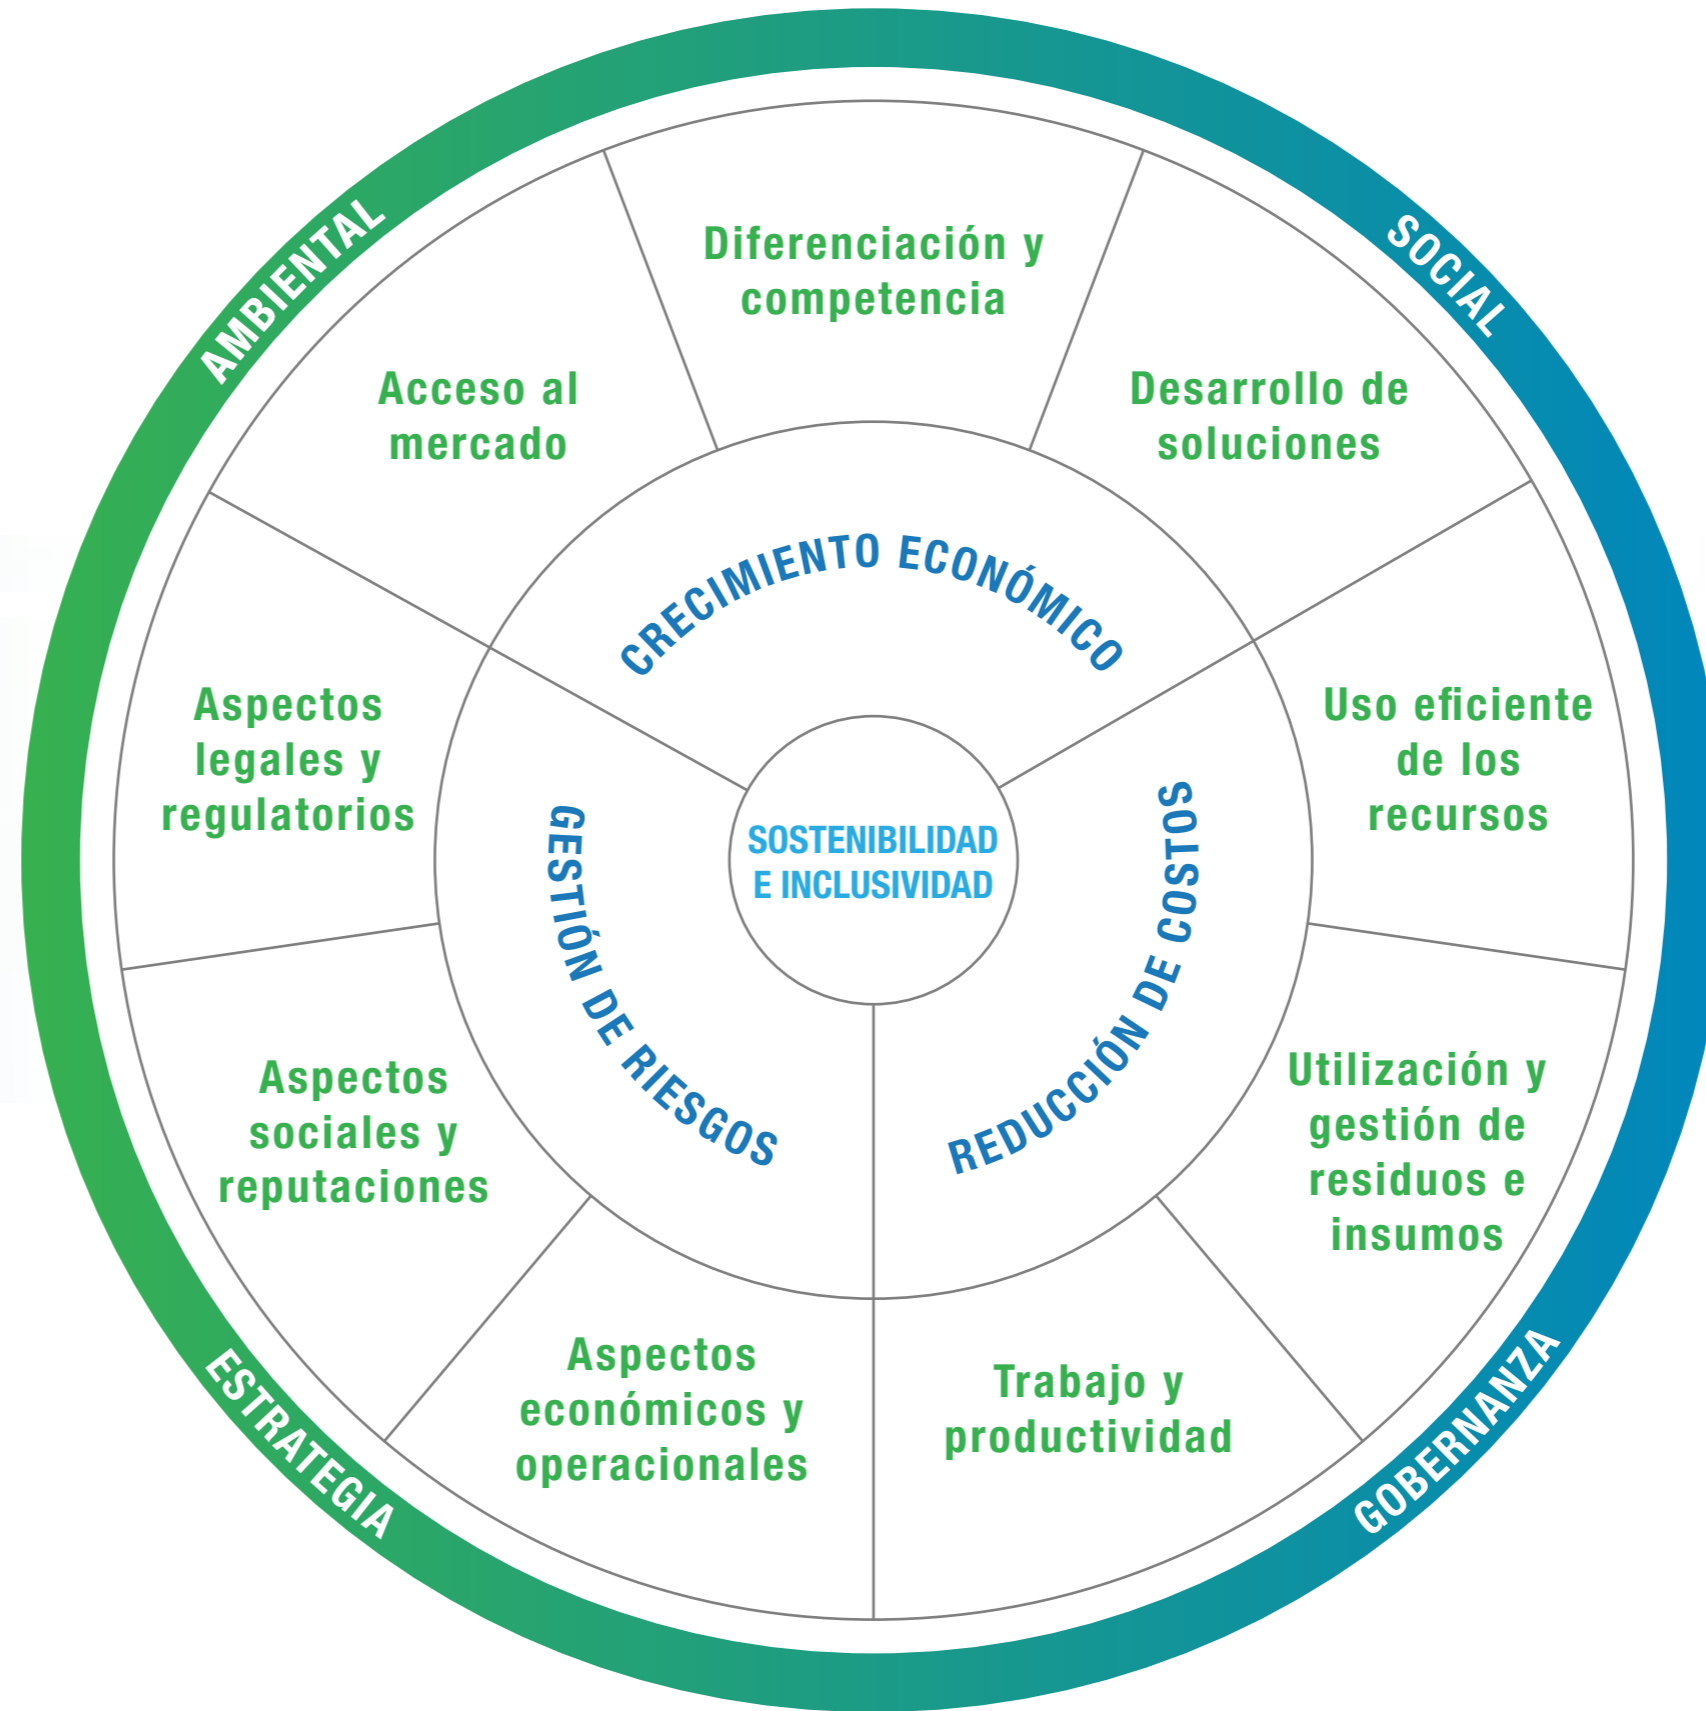 AMBIENTAL
SOCIAL
Diferenciación y
competencia
Acceso al
mercado
Desarrollo de
soluciones
CRECIMIENTO ECONÓMICO
Aspectos
legales y
regulatorios
Uso eficiente
de los
recursos
SOSTENIBILIDAD
E INCLUSIVIDAD
GESTIÓN DE RIESGOS
REDUCCIÓN DE COSTOS
Aspectos
sociales y
reputaciones
Utilización y
gestión de
residuos e
insumos
Aspectos
económicos y
operacionales
Trabajo y
productividad
ESTRATEGIA
GOBERNANZA